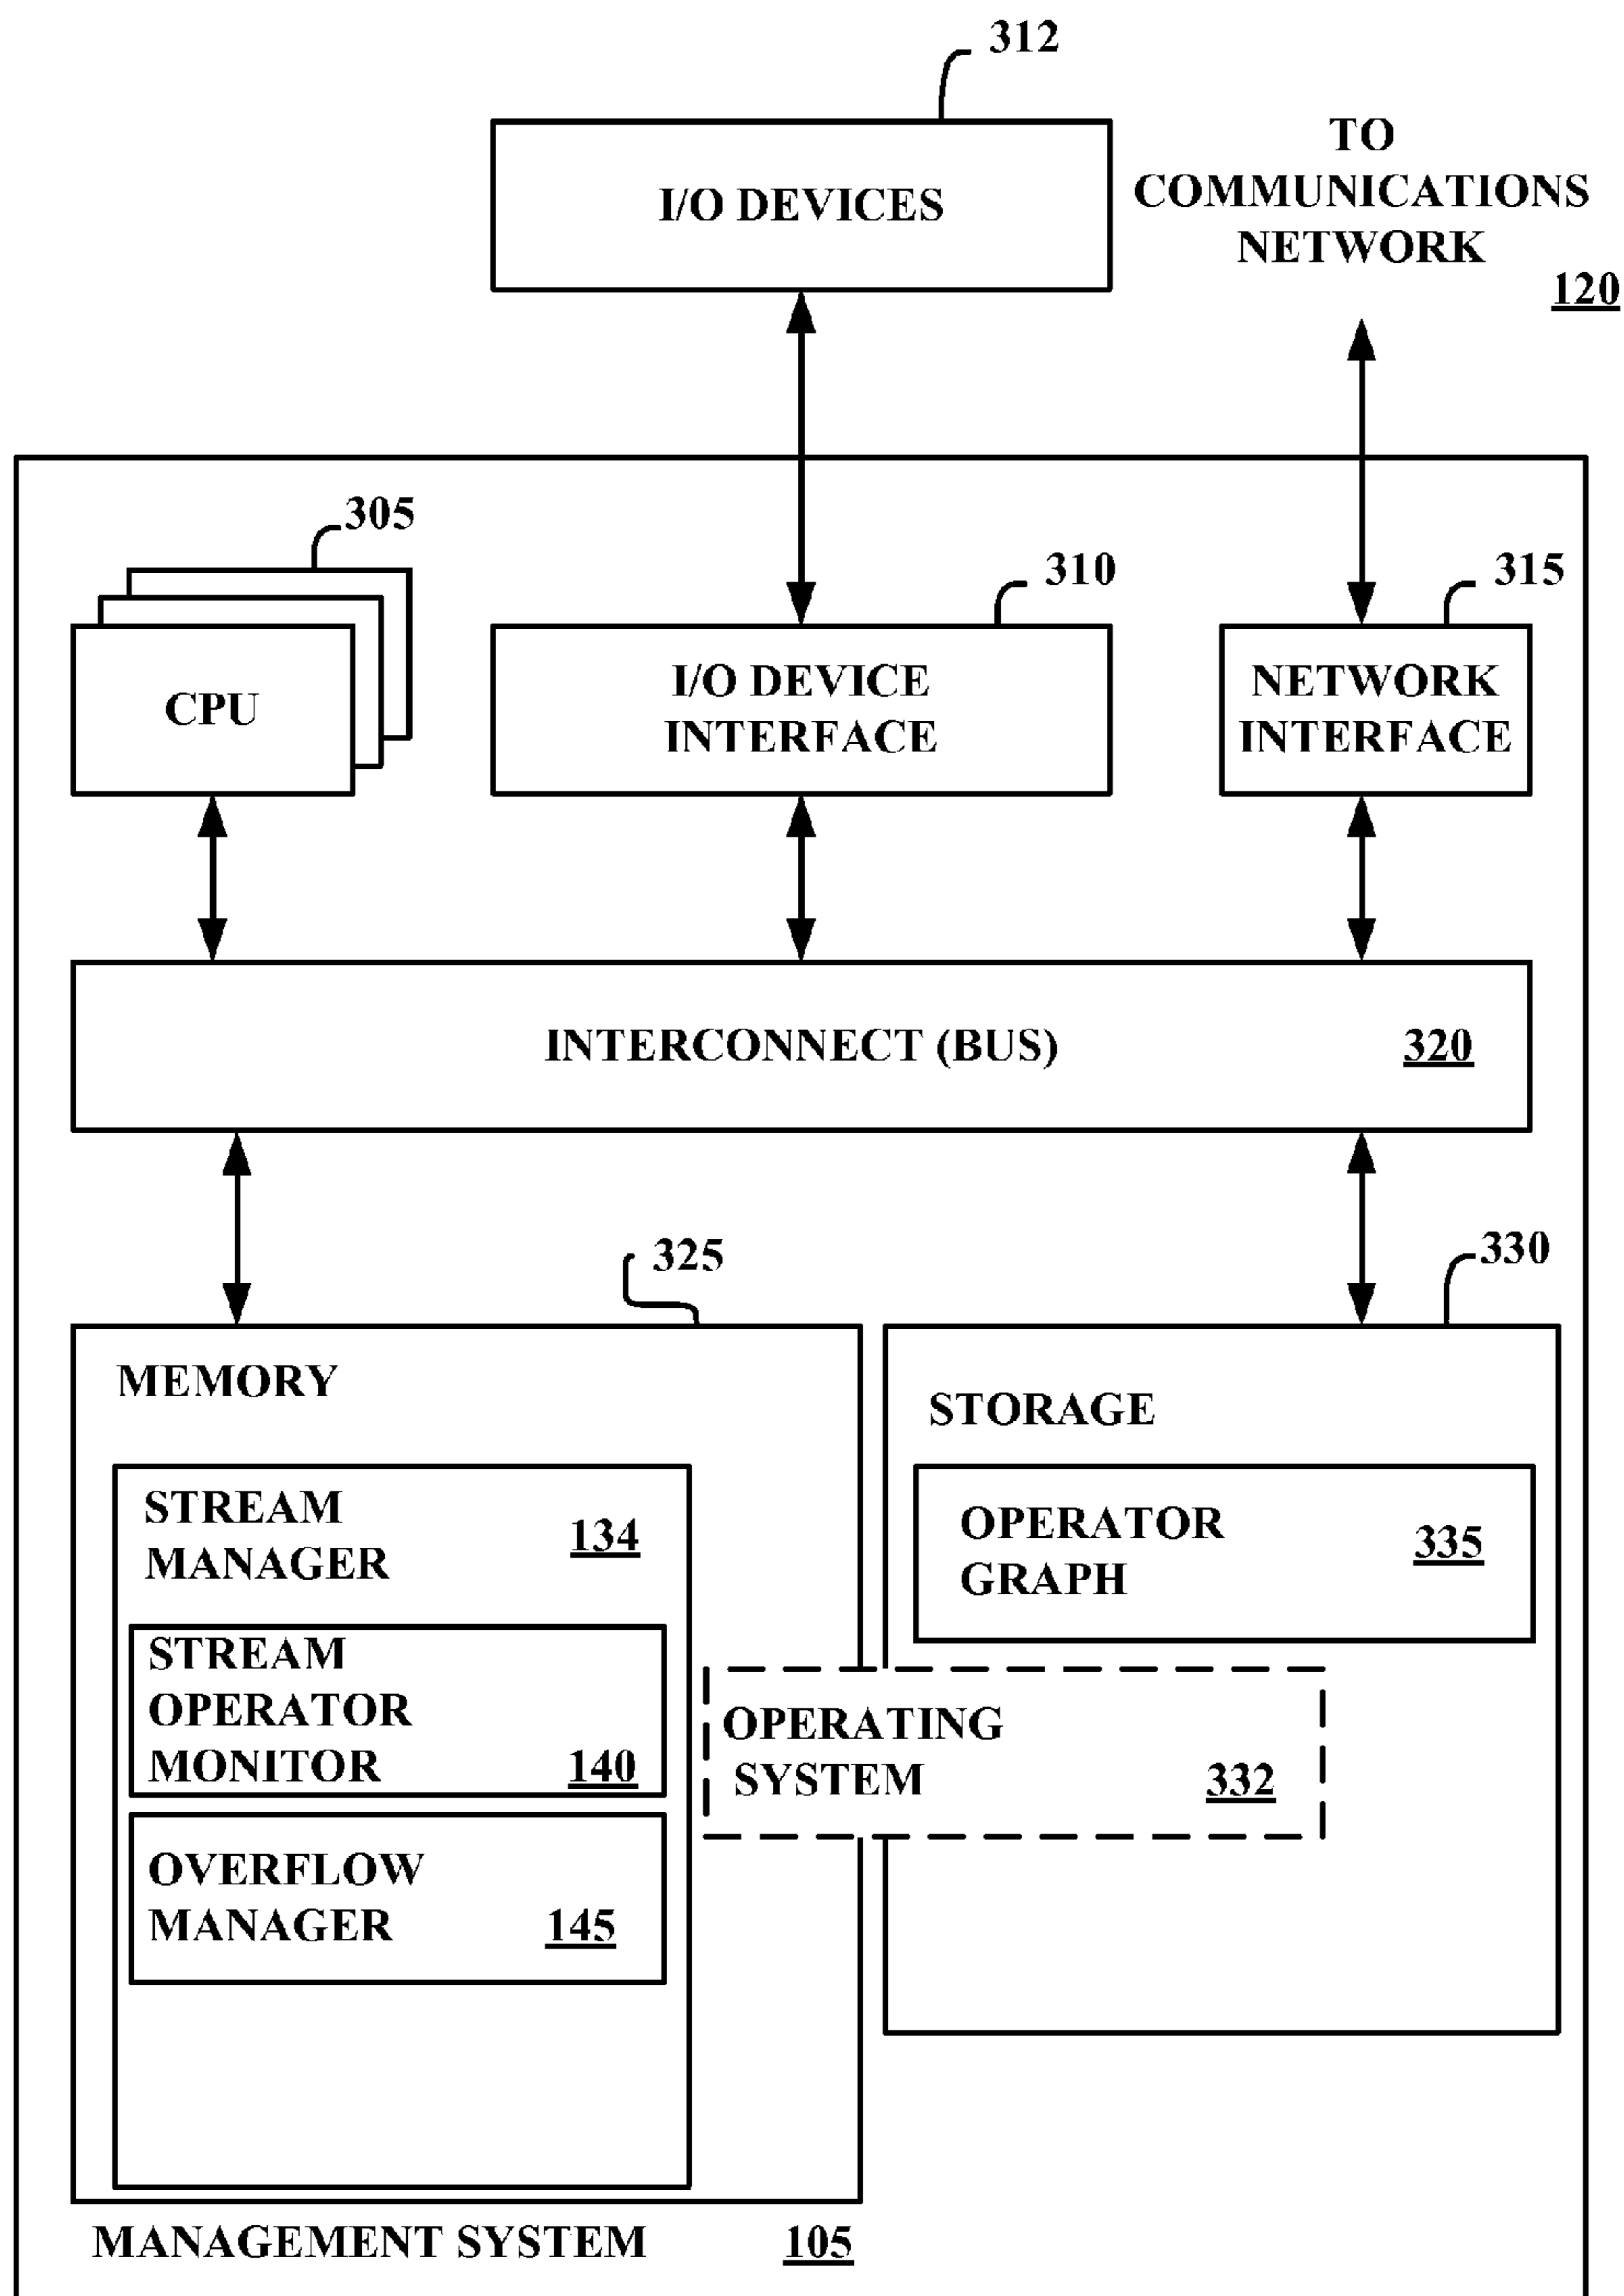 312
I/O DEVICES
TO
COMMUNICATIONS
NETWORK
120
305
310
315
CPU
I/O DEVICE
INTERFACE
NETWORK
INTERFACE
INTERCONNECT (BUS)
320
325
330
MEMORY
STORAGE
STREAM
MANAGER
134
OPERATOR
GRAPH
335
STREAM
OPERATOR
MONITOR
140
OPERATING
SYSTEM
332
OVERFLOW
MANAGER
145
MANAGEMENT SYSTEM
105